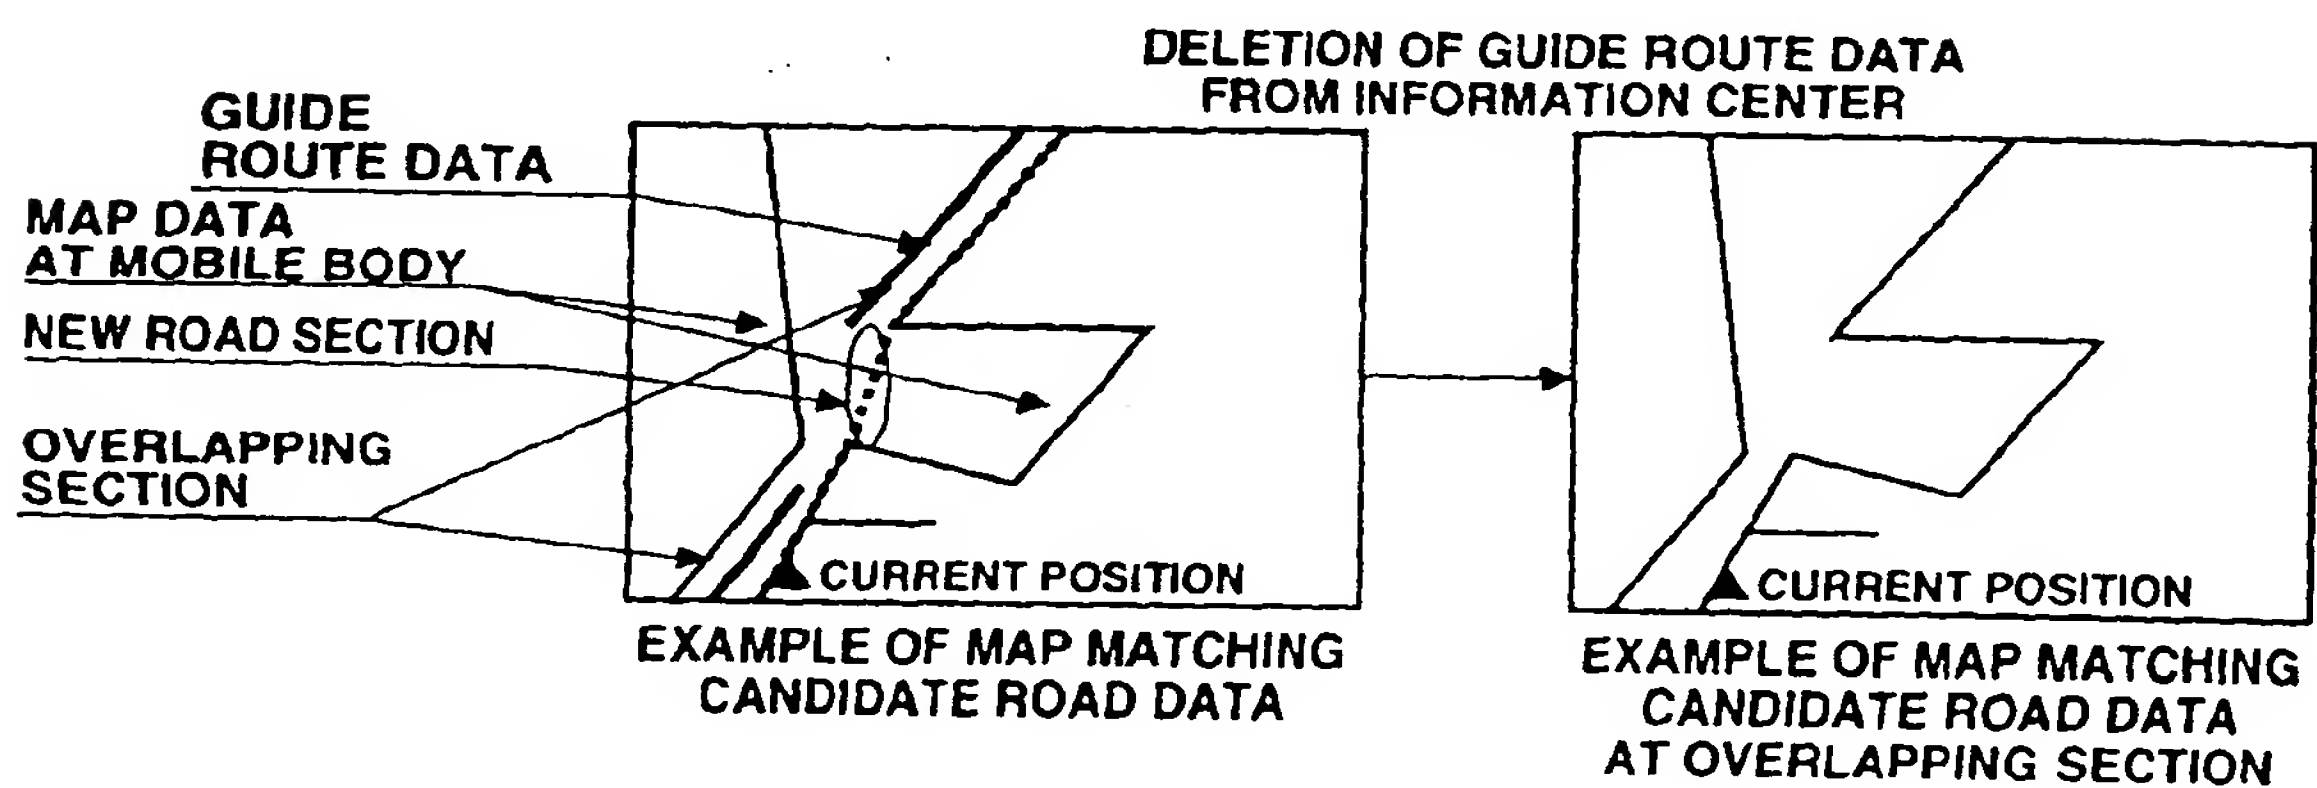 DELETION OF GUIDE ROUTE DATA
FROM INFORMATION CENTER
GUIDE
ROUTE DATA
MAP DATA
AT MOBILE BODY
NEW ROAD SECTION
OVERLAPPING
SECTION
CURRENT POSITION
EXAMPLE OF MAP MATCHING
CANDIDATE ROAD DATA
CURRENT POSITION
EXAMPLE OF MAP MATCHING
CANDIDATE ROAD DATA
AT OVERLAPPING SECTION